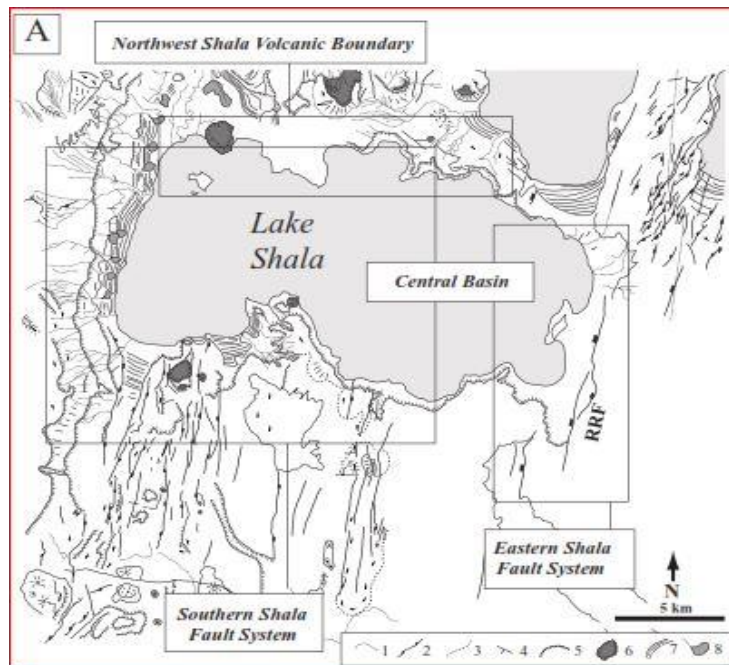 A
Northwest Shala Volcanic Boundary
Lake
Shala
Central Basin
RRF
Eastern Shala
Fault System
N
5 km
Southern Shala
Fault System
1 2 3 4 5 6 7 8